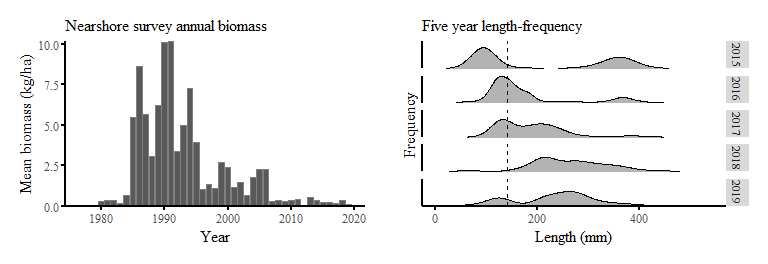 Nearshore survey annual biomass
Mean biomass (kg/ha)
10.0
7.5
5.0
2.5
0.0
1980 1990 2000 2010 2020
Year
Five year length-frequency
Frequency
2015
2016
2017
2018
2019
0 200 400
Length (mm)